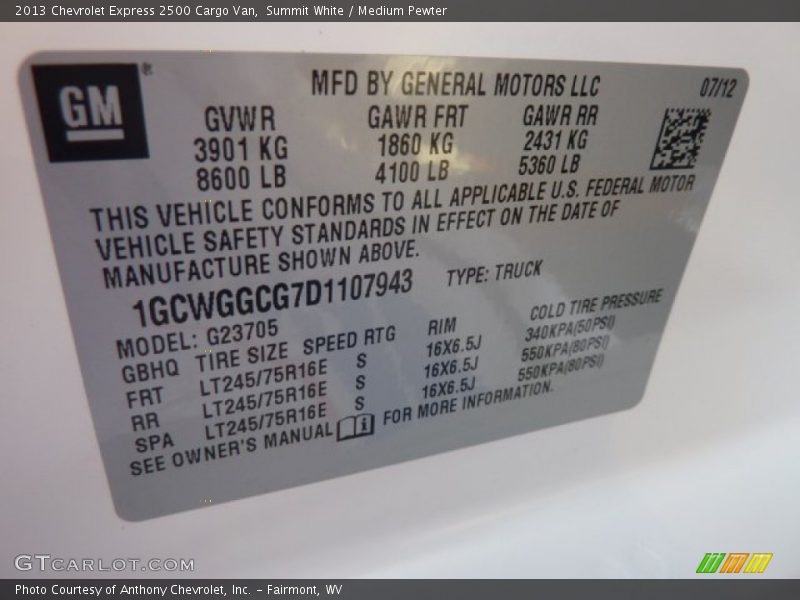 2013 Chevrolet Express 2500 Cargo Van,  Summit White / Medium Pewter
GM®
MFD BY GENERAL MOTORS LLC 07/12
GVWR GAWR FRT GAWR RR
3901 KG 1860 KG 2431 KG
8600 LB 4100 LB 5360 LB
THIS VEHICLE CONFORMS TO ALL APPLICABLE U.S. FEDERAL MOTOR
VEHICLE SAFETY STANDARDS IN EFFECT ON THE DATE OF
MANUFACTURE SHOWN ABOVE.
1GCWGGCG7D1107943 TYPE: TRUCK
MODEL: G23705
GBHQ TIRE SIZE SPEED RTG RIM COLD TIRE PRESSURE
FRT LT245/75R16E S 16X6.5J 340KPA(50PSI)
RR LT245/75R16E S 16X6.5J 550KPA(80PSI)
SPA LT245/75R16E S 16X6.5J 550KPA(80PSI)
SEE OWNER'S MANUAL FOR MORE INFORMATION.
GTCARLOT.COM
Photo Courtesy of Anthony Chevrolet, Inc. – Fairmont, WV